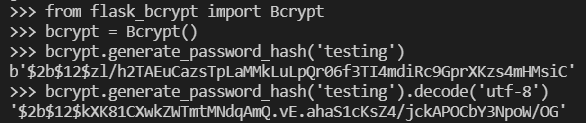 >>> from flask_bcrypt import Bcrypt
>>> bcrypt = Bcrypt()
>>> bcrypt.generate_password_hash('testing')
b'$2b$12$zl/h2TAEuCazsTpLaMMkLuLpQr06f3TI4mdiRc9GprXKzs4mHMsiC'
>>> bcrypt.generate_password_hash('testing').decode('utf-8')
'$2b$12$kXK81CXwkZWTmtMNdqAmQ.vE.ahaS1cKsZ4/jckAPOCbY3NpoW/OG'